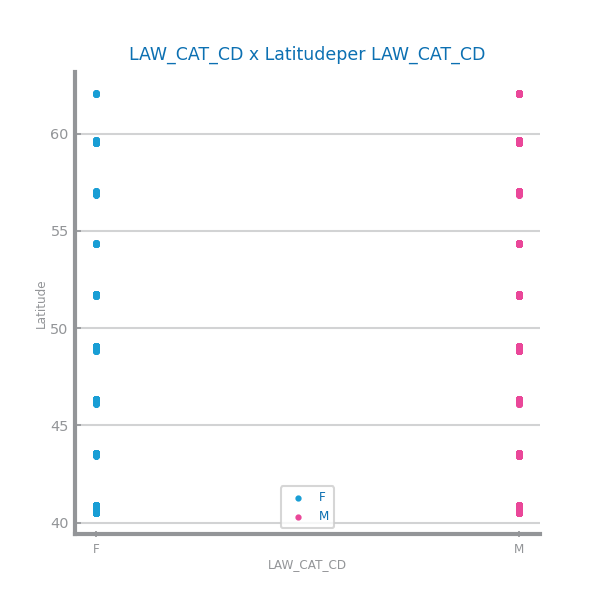 LAW_CAT_CD x Latitudeper LAW_CAT_CD
60
55
50
45
40
Latitude
F
M
F
M
LAW_CAT_CD